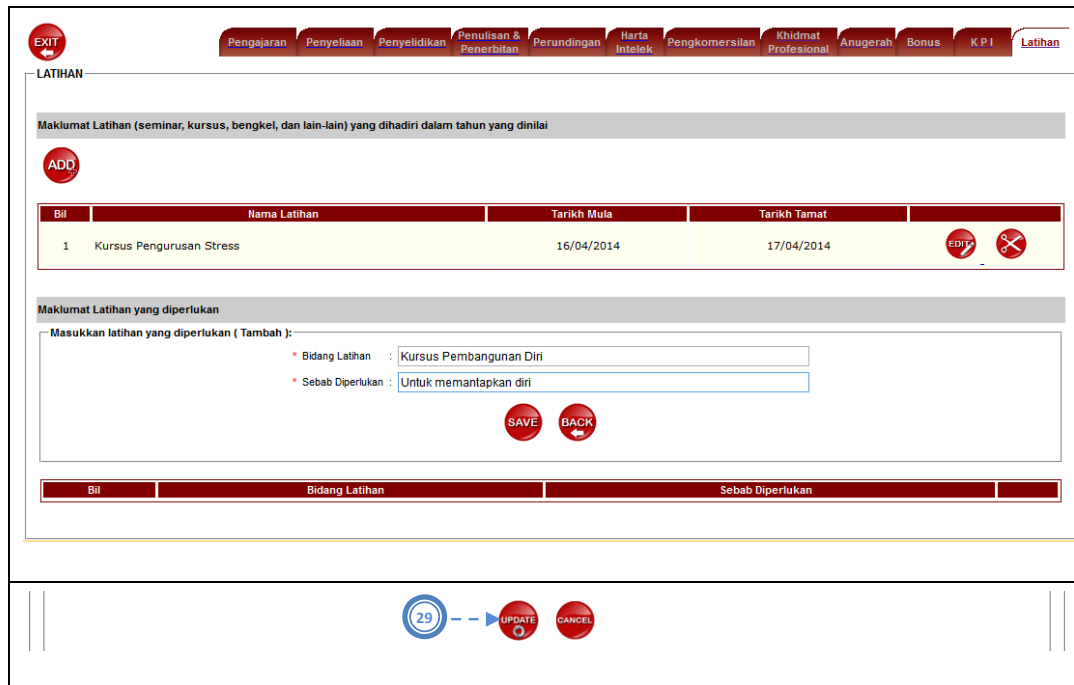 EXIT
Pengajaran Penyeliaan Penyelidikan Penulisan & Penerbitan Perundingan Harta Intelek Pengkomersilan Khidmat Profesional Anugerah Bonus K P I Latihan
LATIHAN
Maklumat Latihan (seminar, kursus, bengkel, dan lain-lain) yang dihadiri dalam tahun yang dinilai
ADD
Bil Nama Latihan Tarikh Mula Tarikh Tamat
1 Kursus Pengurusan Stress 16/04/2014 17/04/2014 EDIT
Maklumat Latihan yang diperlukan
Masukkan latihan yang diperlukan ( Tambah ):
* Bidang Latihan : Kursus Pembangunan Diri
* Sebab Diperlukan : Untuk memantapkan diri
SAVE BACK
Bil Bidang Latihan Sebab Diperlukan
29 UPDATE CANCEL